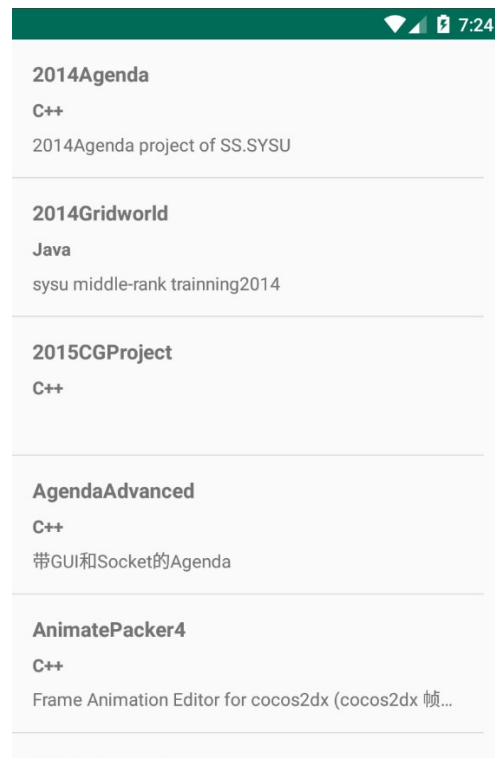 7:24
2014Agenda
C++
2014Agenda project of SS.SYSU
2014Gridworld
Java
sysu middle-rank trainning2014
2015CGProject
C++
AgendaAdvanced
C++
带GUI和Socket的Agenda
AnimatePacker4
C++
Frame Animation Editor for cocos2dx (cocos2dx 帧...